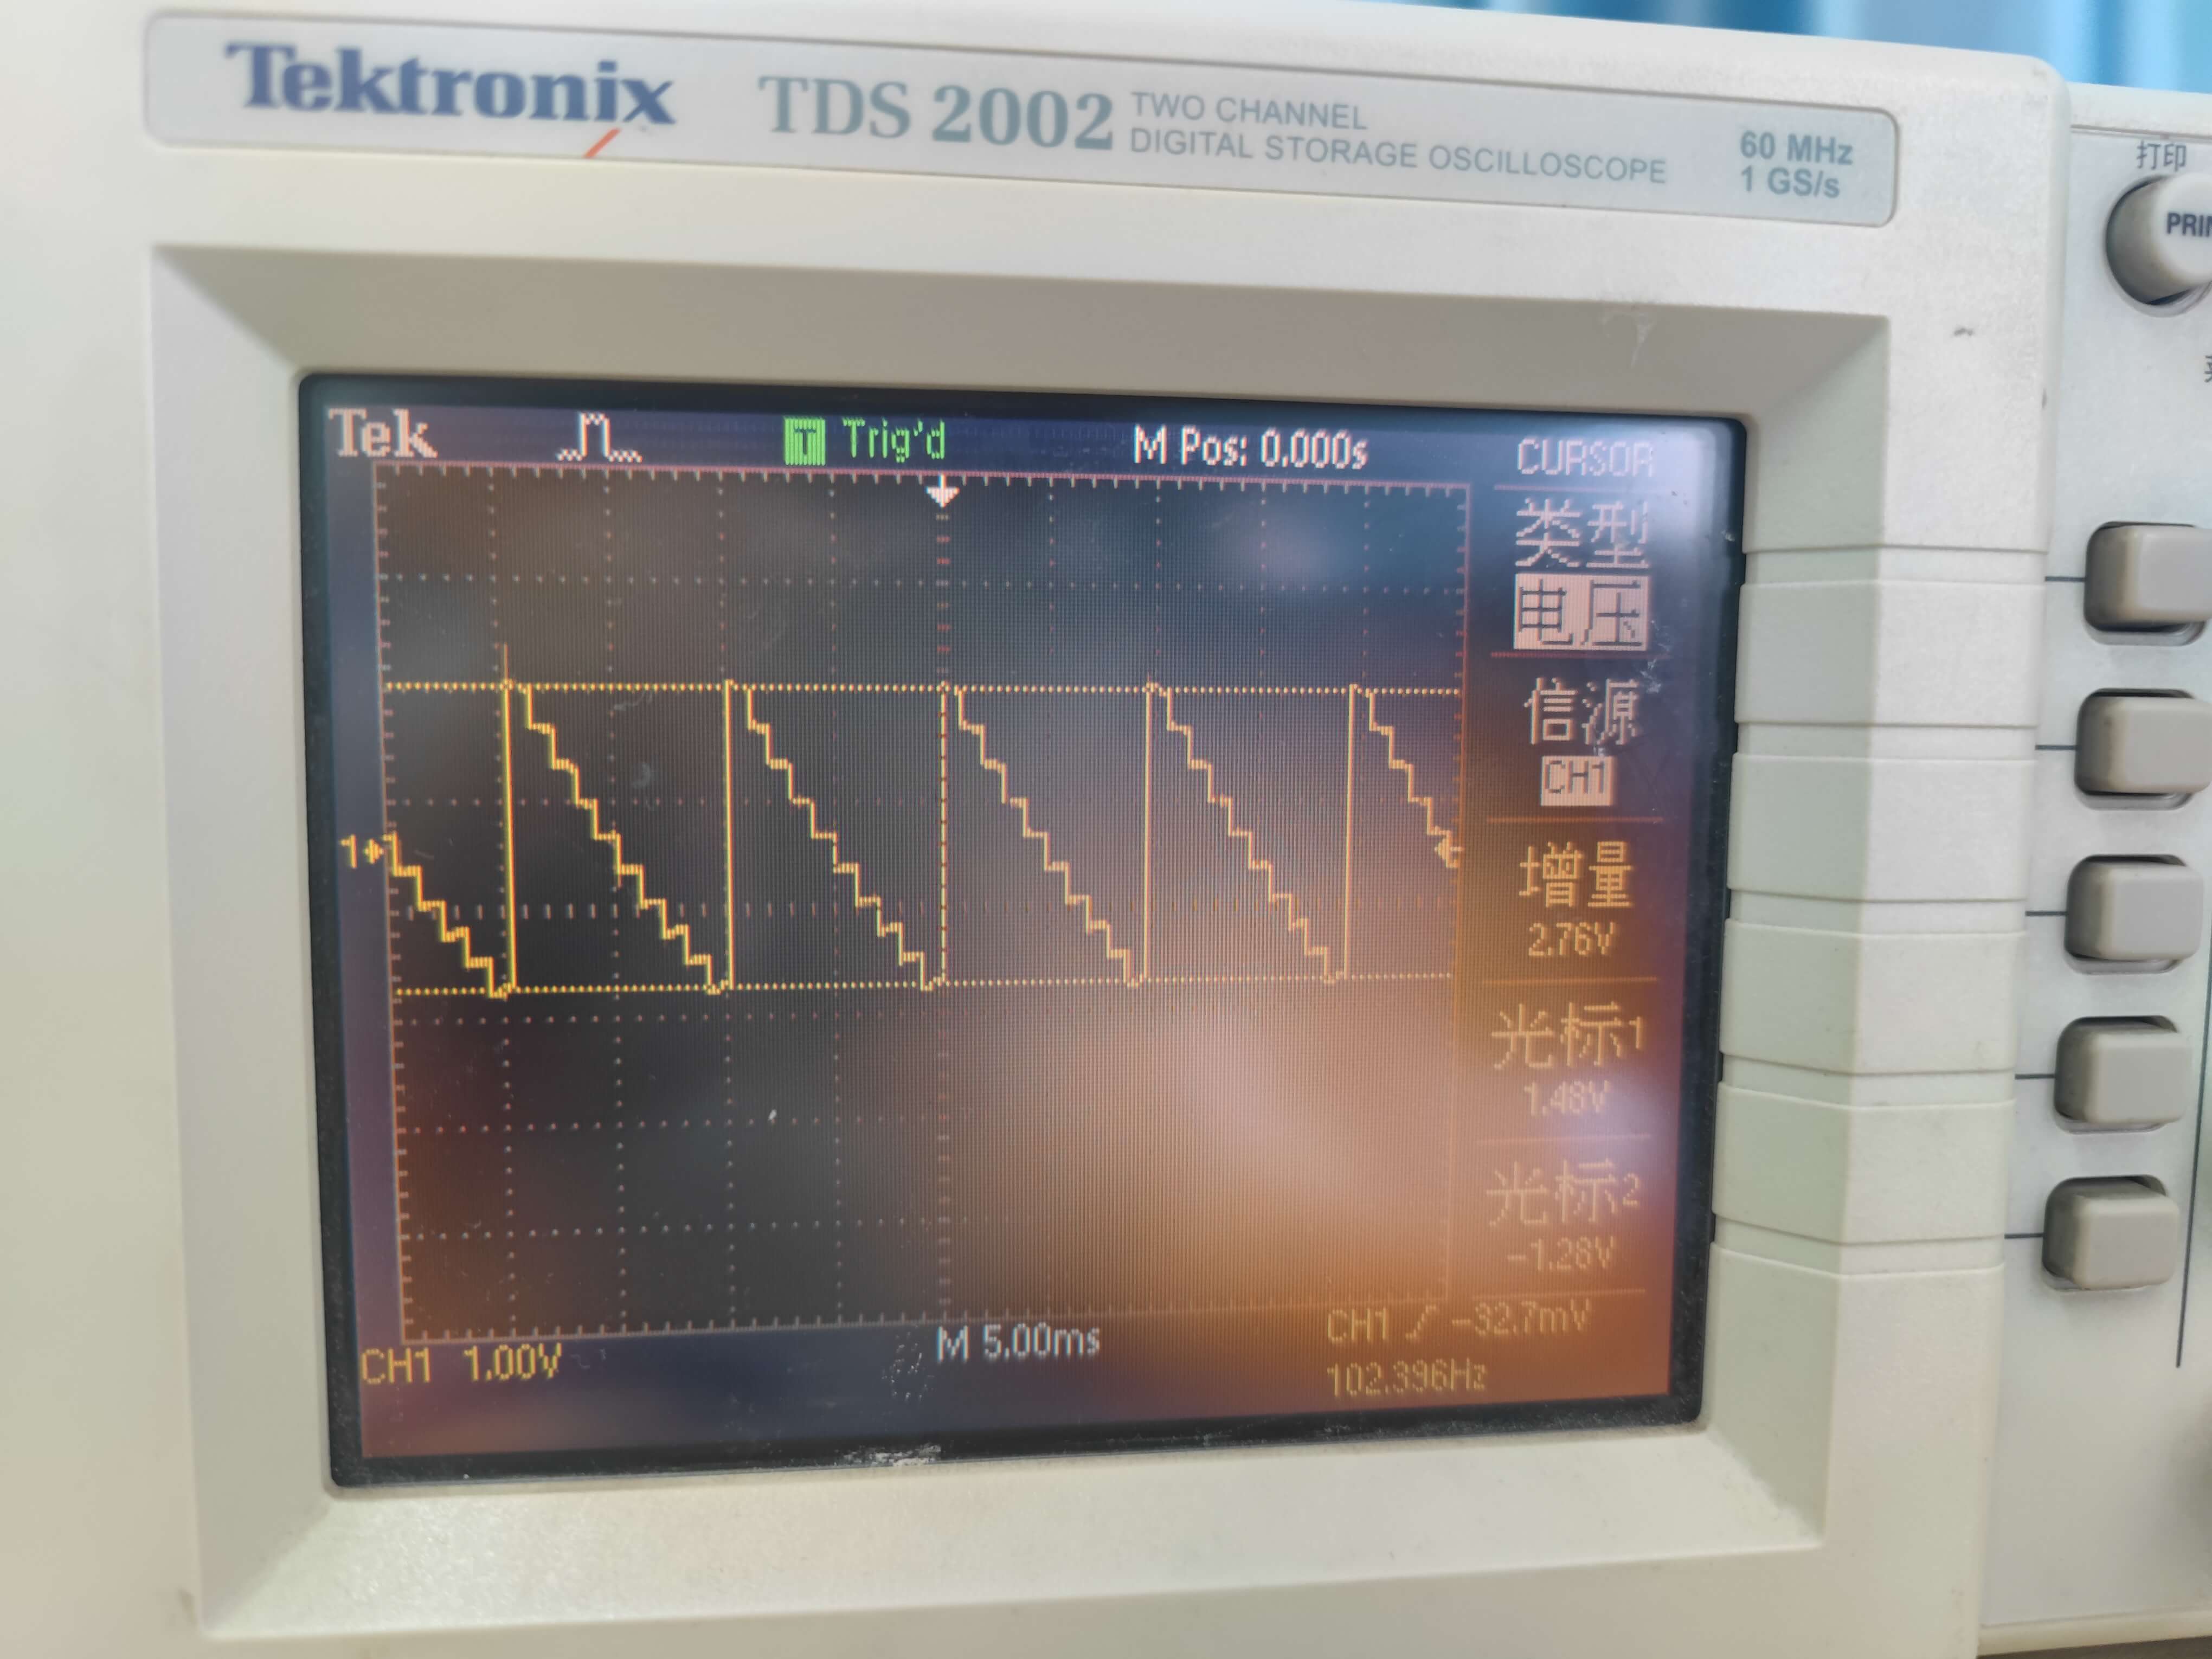 Tektronix TDS 2002 TWO CHANNEL
DIGITAL STORAGE OSCILLOSCOPE
60 MHz
1 GS/s
打印
PRIN
Tek T Trig'd M Pos: 0.000s CURSOR
类型
电压
信源
CH1
增量
2.76V
光标1
1.48V
光标2
-1.28V
1
CH1 1.00V M 5.00ms CH1 -32.7mV
102.396Hz